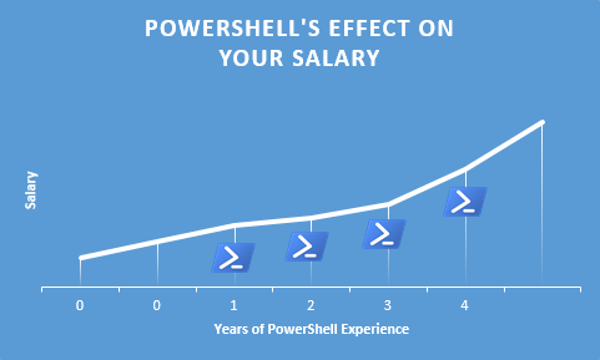 POWERSHELL'S EFFECT ON
YOUR SALARY
Salary
0 0 1 2 3 4
Years of PowerShell Experience